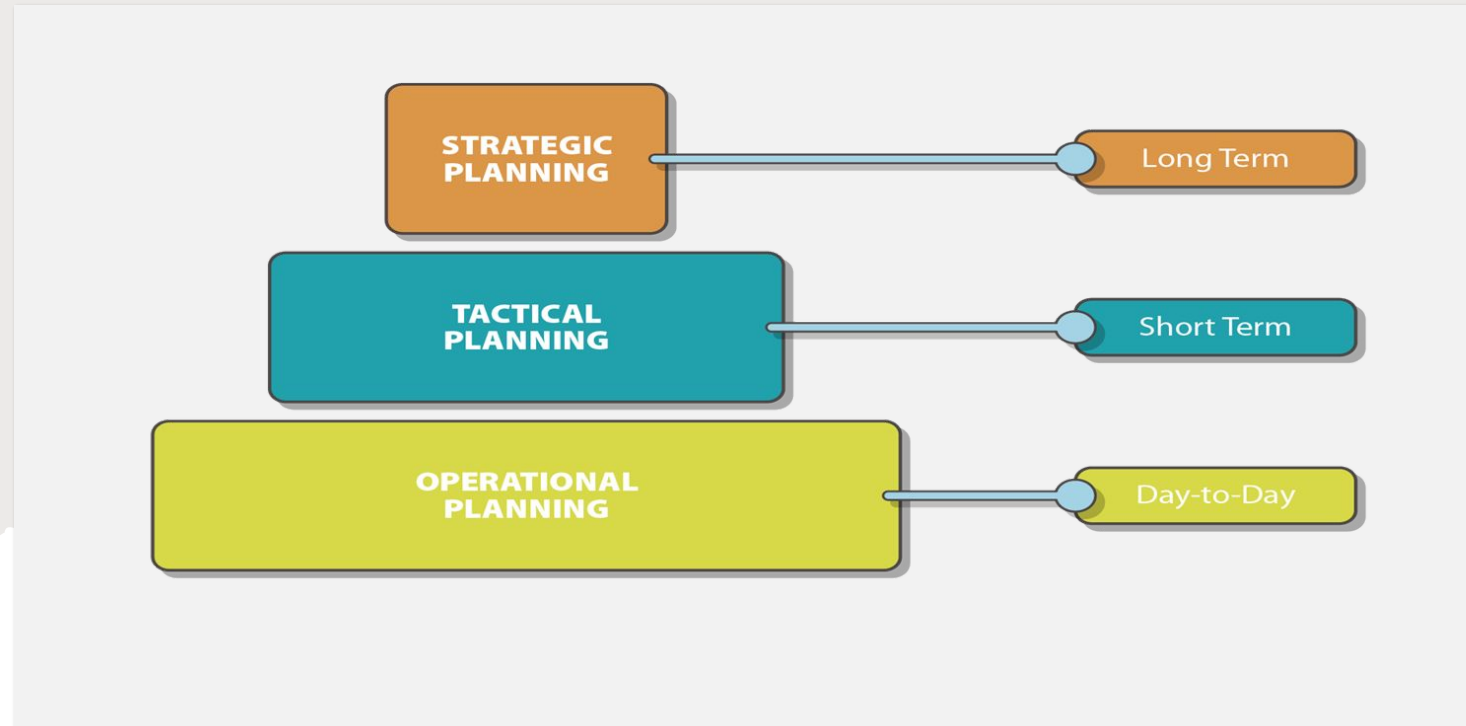 STRATEGIC
PLANNING
Long Term
TACTICAL
PLANNING
Short Term
OPERATIONAL
PLANNING
Day-to-Day